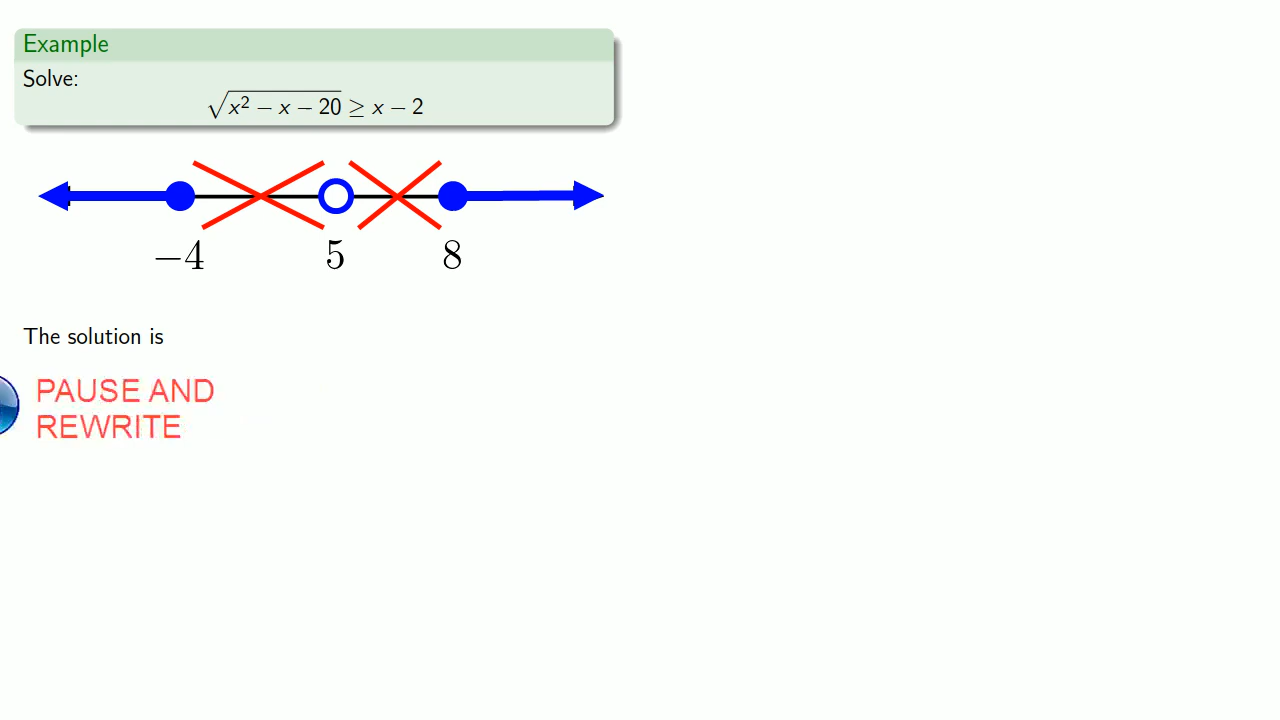 Example
Solve:
√(x² − x − 20) ≥ x − 2
−4 5 8
The solution is
PAUSE AND
REWRITE